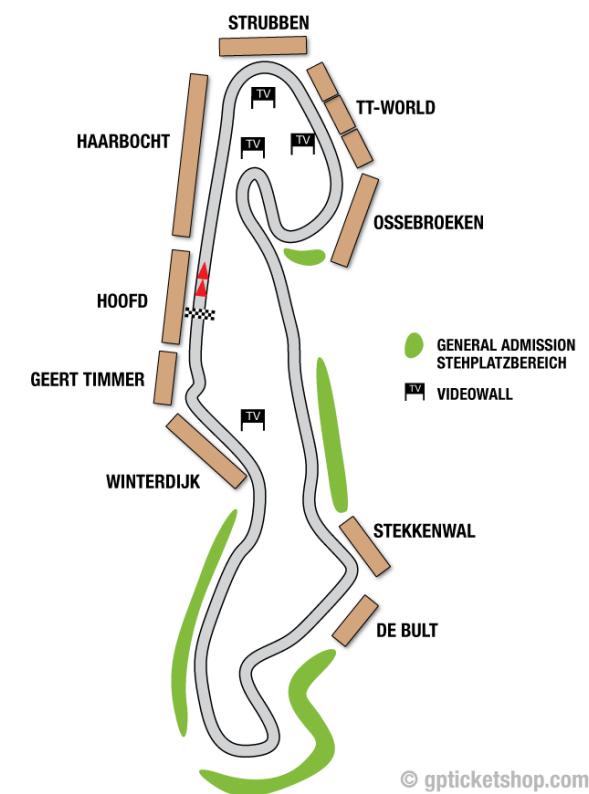 STRUBBEN
TV
TT-WORLD
HAARBOCHT
TV
TV
OSSEBROEKEN
HOOFD
GENERAL ADMISSION
STEHPLATZBEREICH
GEERT TIMMER
TV
VIDEOWALL
TV
WINTERDIJK
STEKKENWAL
DE BULT
© gpticketshop.com